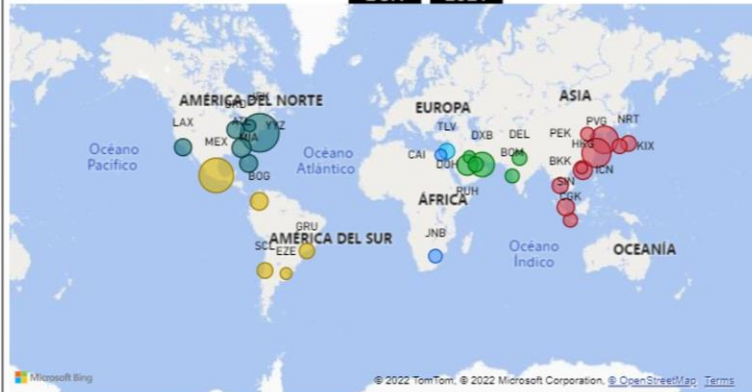 AMÉRICA DEL NORTE
ASIA
EUROPA
LAX
YYZ
MEX
MIA
PVG
NRT
TLV
DXB
DEL
PEK
HKG
KIX
Océano
Pacífico
Océano
Atlántico
CAI
DOH
BOM
BKK
ICN
BOG
RUH
SIN
CGK
ÁFRICA
GRU
JNB
SCL
EZE
AMÉRICA DEL SUR
Océano
Índico
OCEANÍA
Microsoft Bing
© 2022 TomTom, © 2022 Microsoft Corporation, © OpenStreetMap Terms